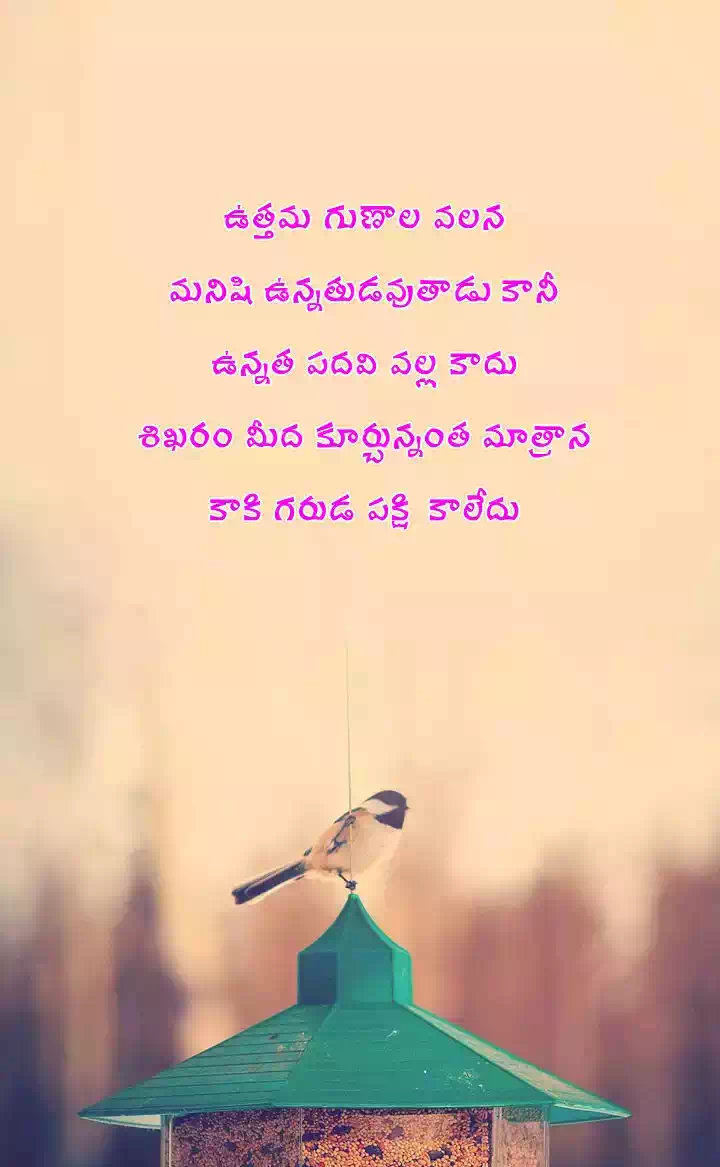 ఉత్తమ గుణాల వలన
మనిషి ఉన్నతుడవుతాడు కానీ
ఉన్నత పదవి వల్ల కాదు
శిఖరం మీద కూర్చున్నంత మాత్రాన
కాకి గరుడ పక్షి కాలేదు